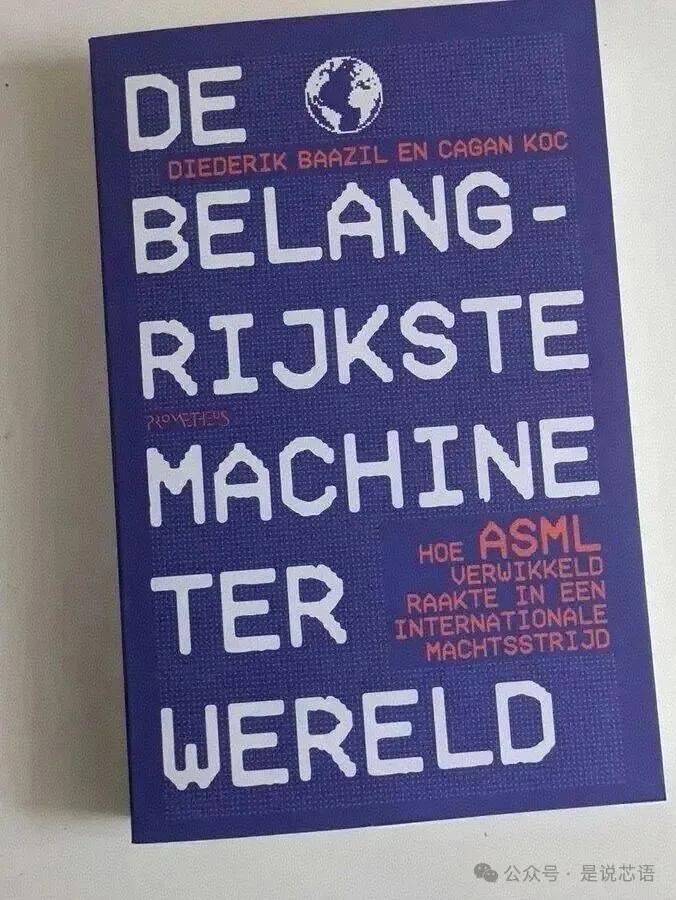 DE
DIEDERIK BAAZIL EN CAGAN KOC
BELANG-
RIJKSTE
PROMETHEUS
MACHINE
TER
HOE ASML
VERWIKKELD
RAAKTE IN EEN
INTERNATIONALE
MACHTSSTRIJD
WERELD
公众号 · 是说芯语